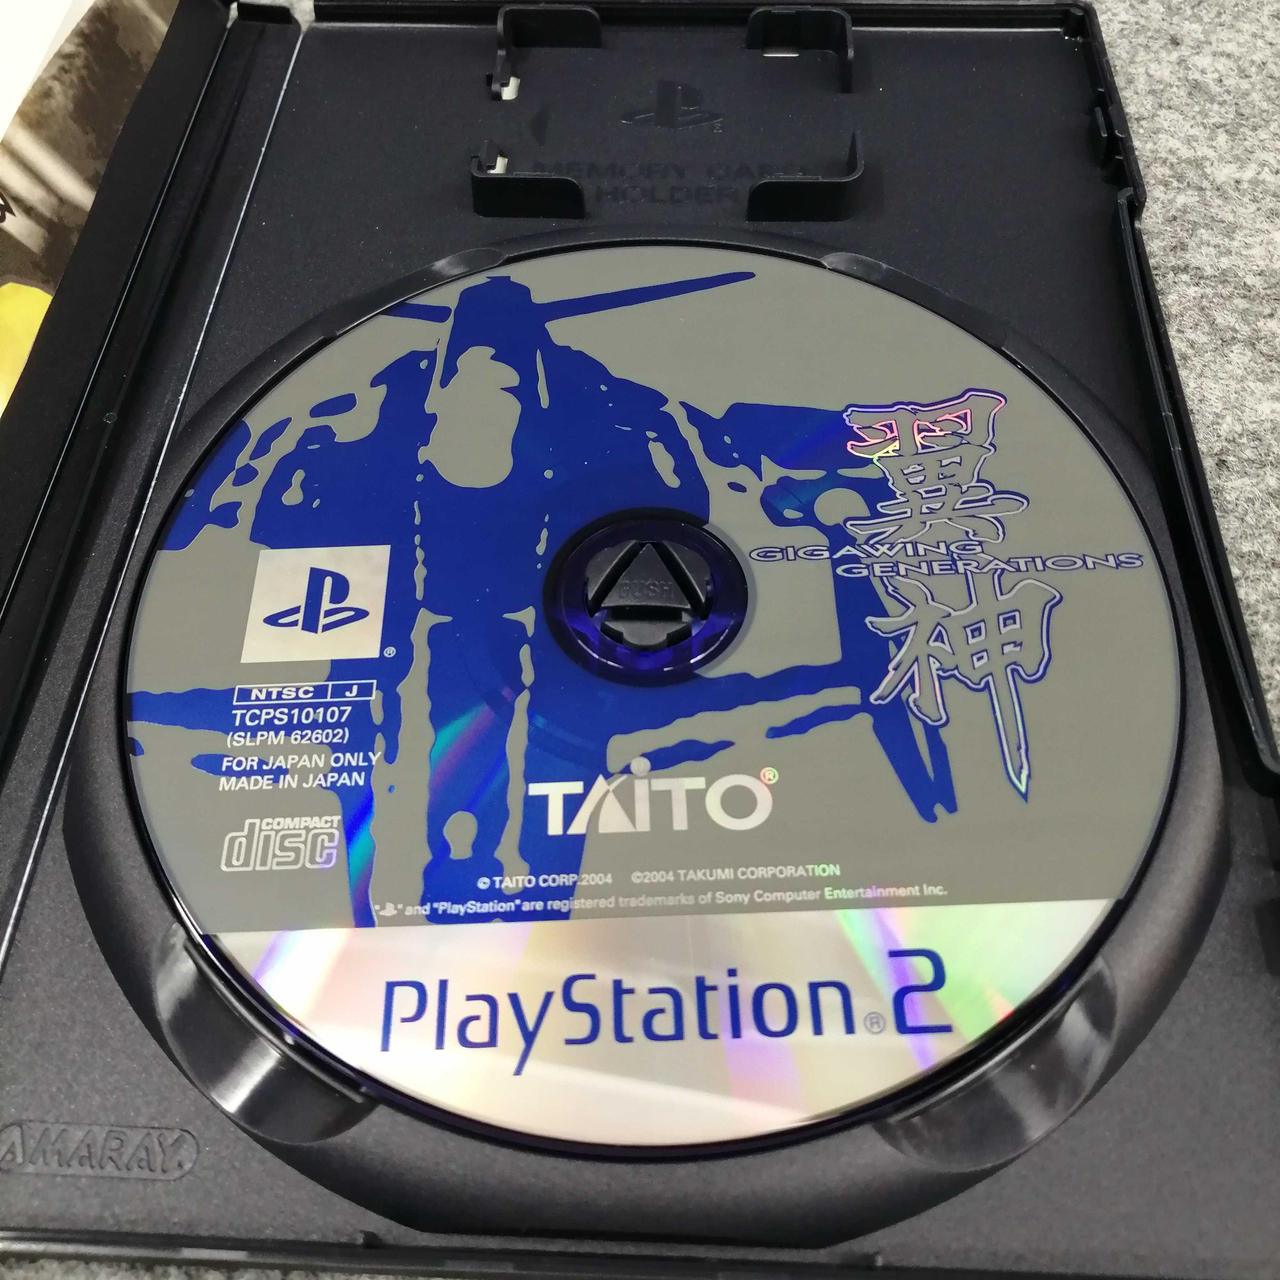 MEMORY CARD
HOLDER
翼神
GIGAWING
GENERATIONS
PUSH
NTSC J
TCPS10107
(SLPM 62602)
FOR JAPAN ONLY
MADE IN JAPAN
COMPACT
disc
TAITO®
© TAITO CORP.2004 ©2004 TAKUMI CORPORATION
"PS" and "PlayStation" are registered trademarks of Sony Computer Entertainment Inc.
PlayStation®2
AMARAY